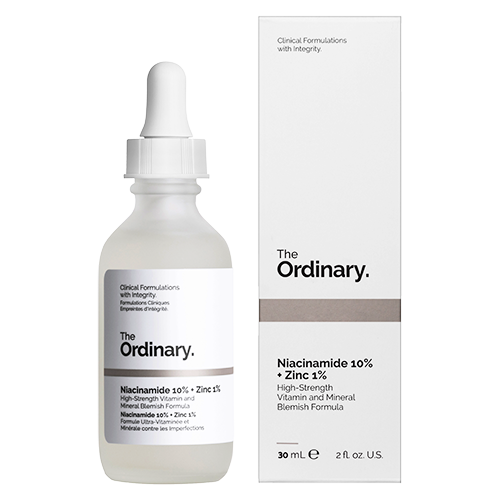 Clinical Formulations
with Integrity.
The
Ordinary.
Niacinamide 10%
+ Zinc 1%
High-Strength
Vitamin and Mineral
Blemish Formula
30 mL ℮ 2 fl. oz. U.S.
Clinical Formulations
with Integrity.
Formulations Cliniques
Empreintes d'intégrité.
The
Ordinary.
Niacinamide 10% + Zinc 1%
High-Strength Vitamin and
Mineral Blemish Formula
Niacinamide 10% + Zinc 1%
Formule Ultra-Vitaminée et
Minérale contre les Imperfections